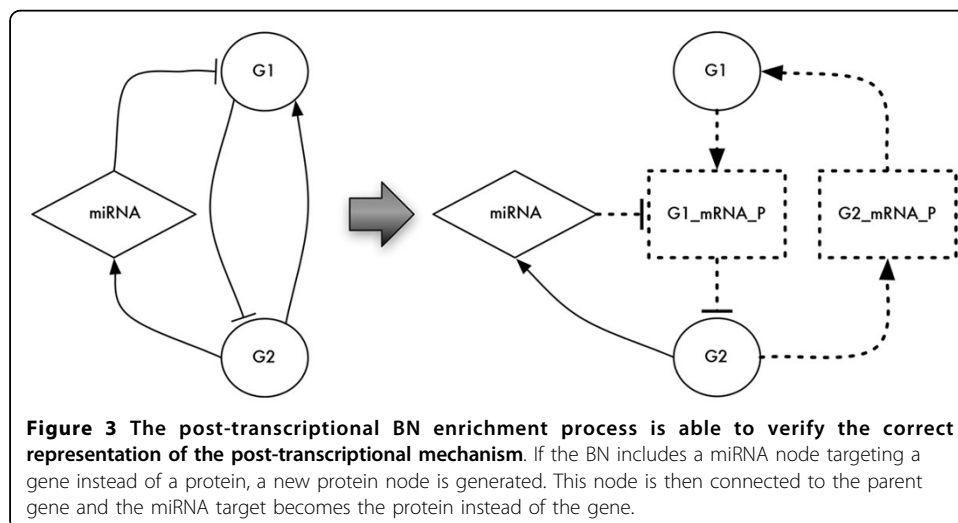 G1
miRNA
G2
G1
miRNA
G1_mRNA_P
G2_mRNA_P
G2
Figure 3 The post-transcriptional BN enrichment process is able to verify the correct
representation of the post-transcriptional mechanism. If the BN includes a miRNA node targeting a
gene instead of a protein, a new protein node is generated. This node is then connected to the parent
gene and the miRNA target becomes the protein instead of the gene.